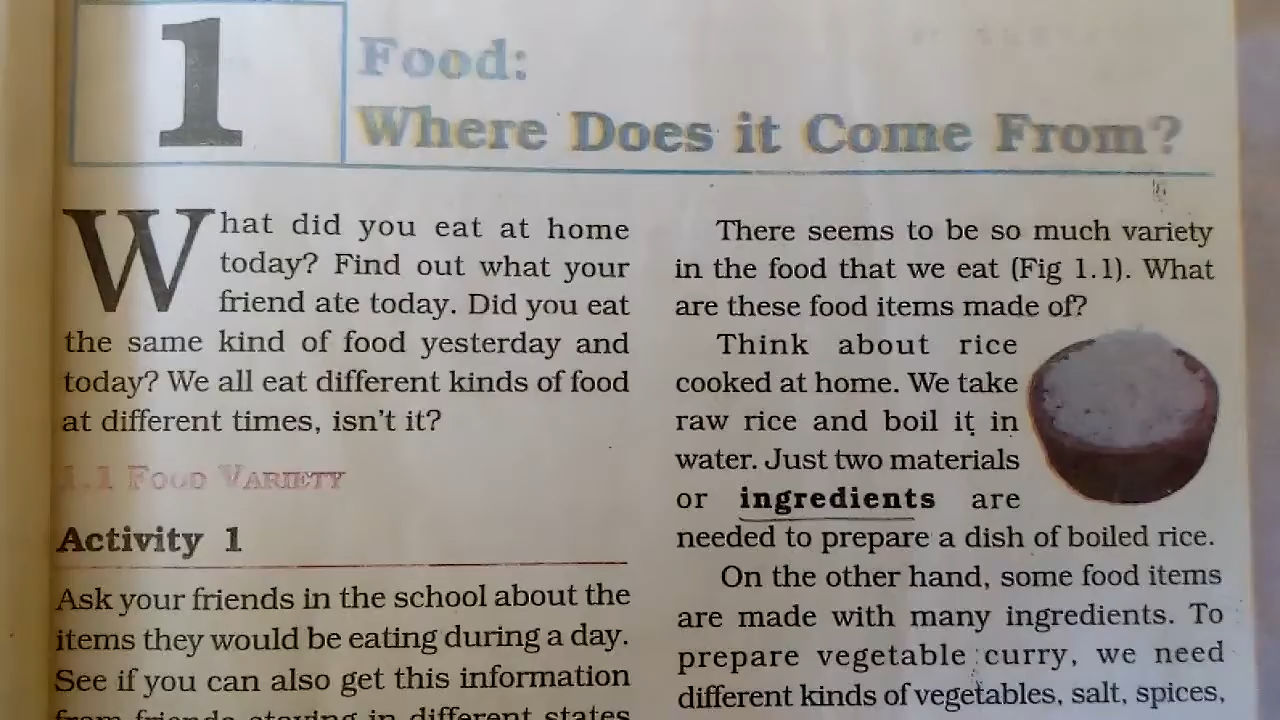 1
Food:
Where Does it Come From?
What did you eat at home
today? Find out what your
friend ate today. Did you eat
the same kind of food yesterday and
today? We all eat different kinds of food
at different times, isn't it?
1.1 FOOD VARIETY
Activity 1
Ask your friends in the school about the
items they would be eating during a day.
See if you can also get this information
from friends staying in different states
There seems to be so much variety
in the food that we eat (Fig 1.1). What
are these food items made of?
Think about rice
cooked at home. We take
raw rice and boil it in
water. Just two materials
or ingredients are
needed to prepare a dish of boiled rice.
On the other hand, some food items
are made with many ingredients. To
prepare vegetable curry, we need
different kinds of vegetables, salt, spices,